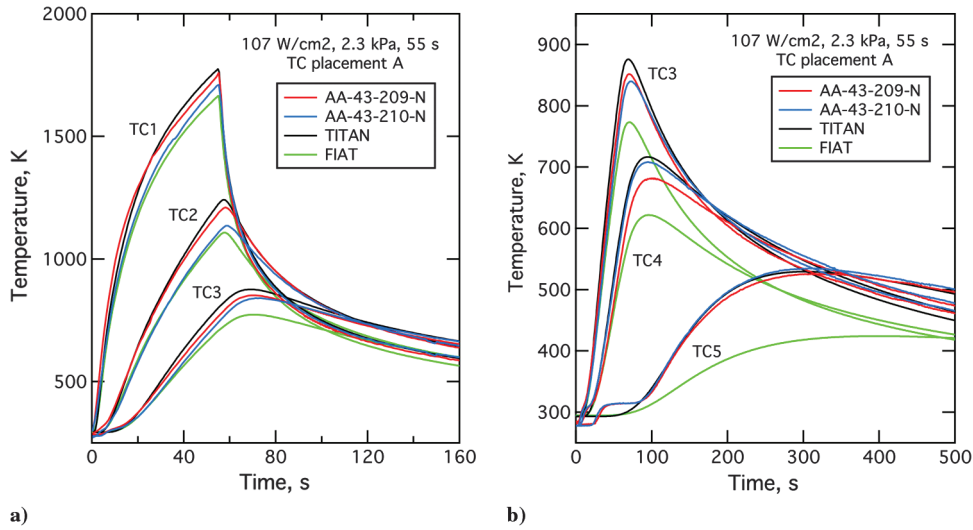 2000
1500
1000
500
Temperature, K
107 W/cm2, 2.3 kPa, 55 s
TC placement A
AA-43-209-N
AA-43-210-N
TITAN
FIAT
TC1
TC2
TC3
0
40
80
120
160
Time, s
a)
900
800
700
600
500
400
300
Temperature, K
107 W/cm2, 2.3 kPa, 55 s
TC placement A
AA-43-209-N
AA-43-210-N
TITAN
FIAT
TC3
TC4
TC5
0
100
200
300
400
500
Time, s
b)